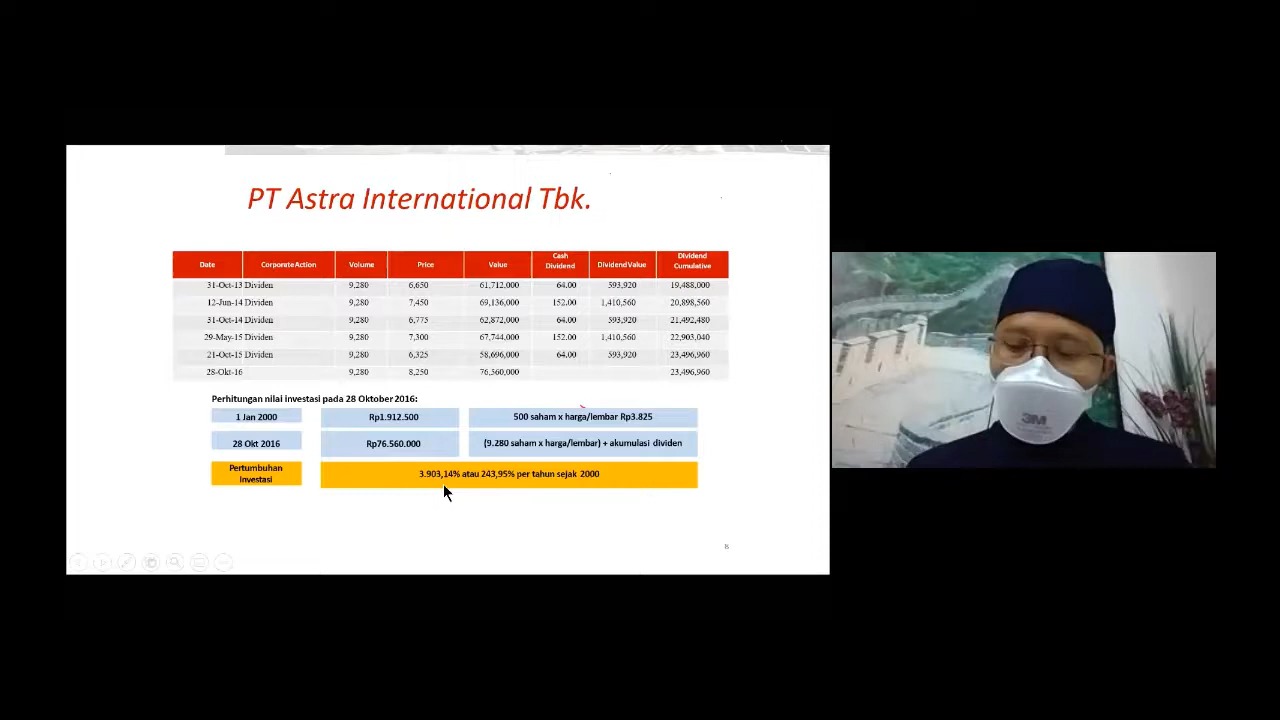 PT Astra International Tbk.
Date Corporate Action Volume Price Value Cash Dividend Dividend Value Dividend Cumulative
31-Oct-13 Dividen 9,280 6,650 61,712,000 64.00 593,920 19,488,000
12-Jun-14 Dividen 9,280 7,450 69,136,000 152.00 1,410,560 20,898,560
31-Oct-14 Dividen 9,280 6,775 62,872,000 64.00 593,920 21,492,480
29-May-15 Dividen 9,280 7,300 67,744,000 152.00 1,410,560 22,903,040
21-Oct-15 Dividen 9,280 6,325 58,696,000 64.00 593,920 23,496,960
28-Okt-16 9,280 8,250 76,560,000 23,496,960
Perhitungan nilai investasi pada 28 Oktober 2016:
1 Jan 2000 Rp1.912.500 500 saham x harga/lembar Rp3.825
28 Okt 2016 Rp76.560.000 (9.280 saham x harga/lembar) + akumulasi dividen
Pertumbuhan Investasi 3.903,14% atau 243,95% per tahun sejak 2000
8
3M